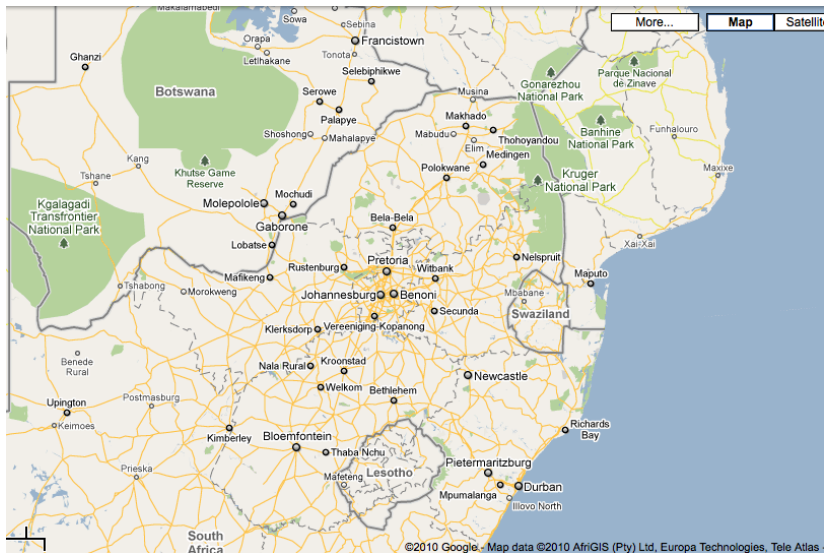 Makalamabedi
Sowa
Sebina
More...
Map
Satellite
Ghanzi
Orapa
Letlhakane
Francistown
Tonota
Selebiphikwe
Parque Nacional
de Zinave
Gonarezhou
National Park
Botswana
Serowe
Palapye
Musina
Makhado
Banhine
National Park
Funhalouro
Shoshong
Mahalapye
Mabudu
Thohoyandou
Elim
Medingen
Kang
Khutse Game
Reserve
Tshane
Polokwane
Kruger
National Park
Maxixe
Kgalagadi
Transfrontier
National Park
Mochudi
Molepolole
Gaborone
Bela-Bela
Lobatse
Xai-Xai
Pretoria
Nelspruit
Rustenburg
Witbank
Mafikeng
Maputo
Tshabong
Morokweng
Johannesburg
Benoni
Mbabane
Secunda
Swaziland
Klerksdorp
Vereeniging-Kopanong
Benede
Rural
Nala Rural
Kroonstad
Newcastle
Welkom
Bethlehem
Upington
Postmasburg
Keimoes
Kimberley
Richards
Bay
Bloemfontein
Thaba Nchu
Pietermaritzburg
Lesotho
Prieska
Mafeteng
Mpumalanga
Durban
Illovo North
South
Africa
©2010 Google - Map data ©2010 AfriGIS (Pty) Ltd, Europa Technologies, Tele Atlas -